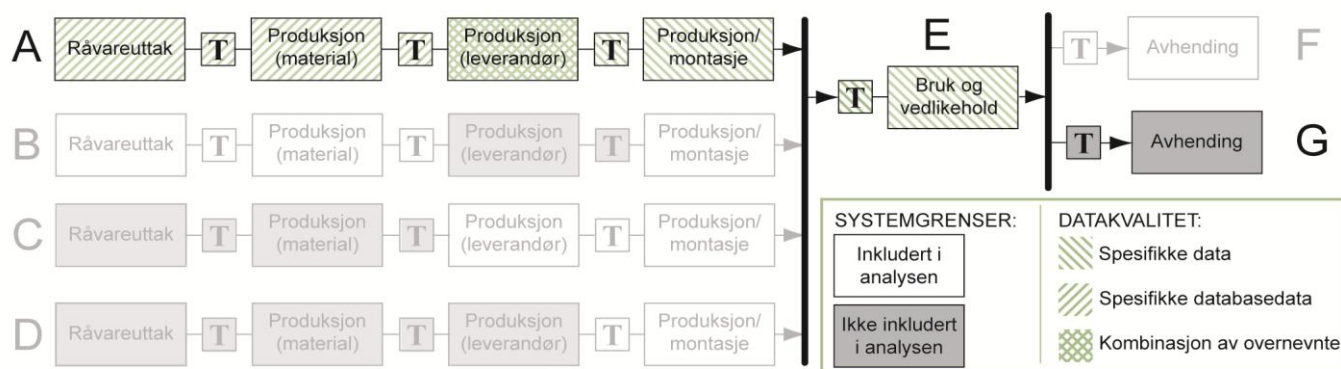 A
Råvareuttak
T
Produksjon
(material)
T
Produksjon
(leverandør)
T
Produksjon/
montasje
B
Råvareuttak
T
Produksjon
(material)
T
Produksjon
(leverandør)
T
Produksjon/
montasje
C
Råvareuttak
T
Produksjon
(material)
T
Produksjon
(leverandør)
T
Produksjon/
montasje
D
Råvareuttak
T
Produksjon
(material)
T
Produksjon
(leverandør)
T
Produksjon/
montasje
E
T
Bruk og
vedlikehold
T
Avhending
F
T
Avhending
G
SYSTEMGRENSER:
Inkludert i
analysen
Ikke inkludert
i analysen
DATAKVALITET:
Spesifikke data
Spesifikke databasedata
Kombinasjon av overnevnte